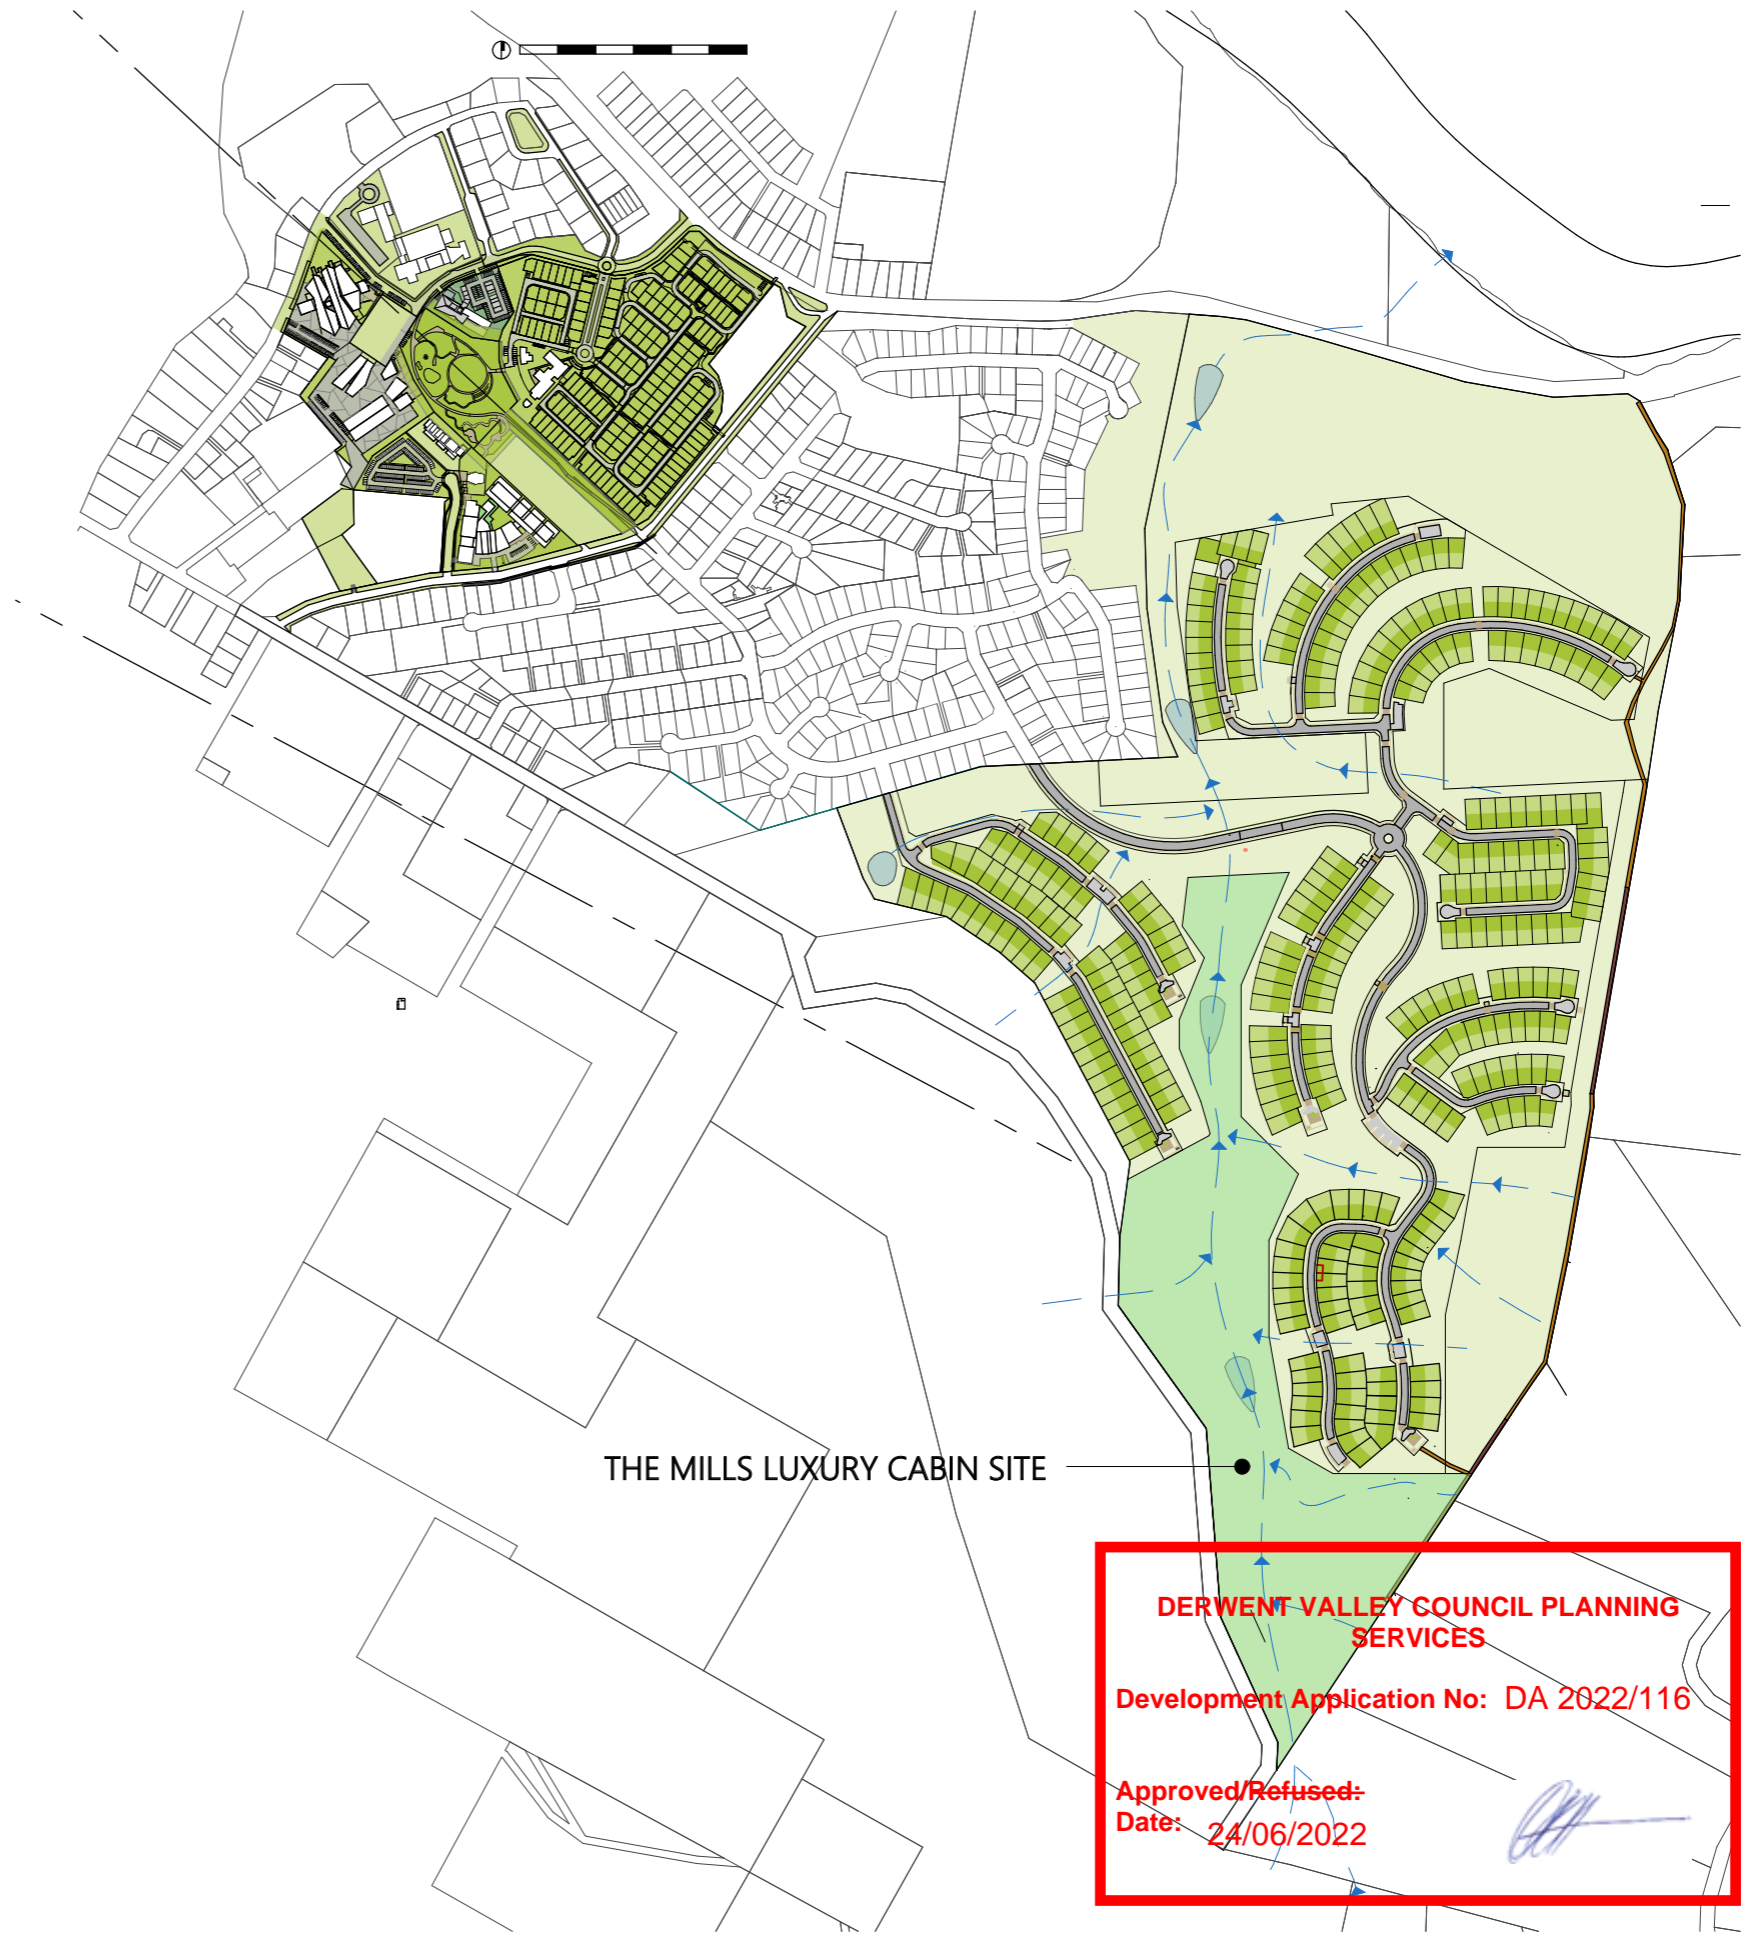 THE MILLS LUXURY CABIN SITE
DERWENT VALLEY COUNCIL PLANNING
SERVICES
Development Application No: DA 2022/116
Approved/Refused:
Date: 24/06/2022